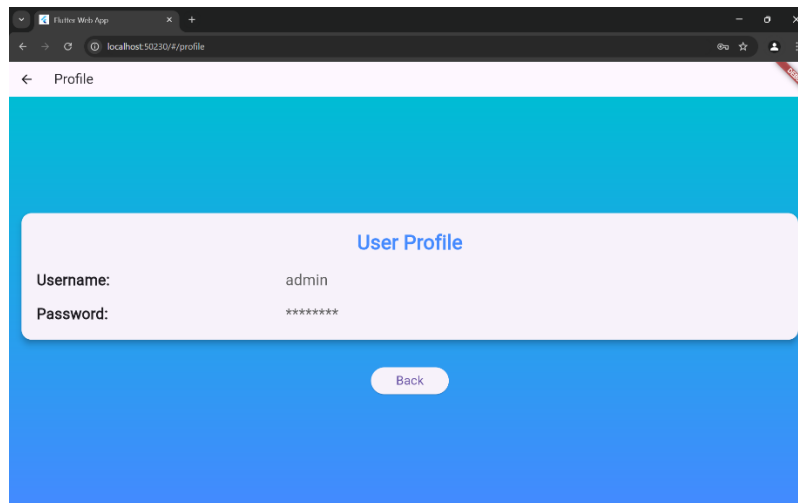 Flutter Web App
localhost:50230/#/profile
Profile
User Profile
Username: admin
Password: ********
Back